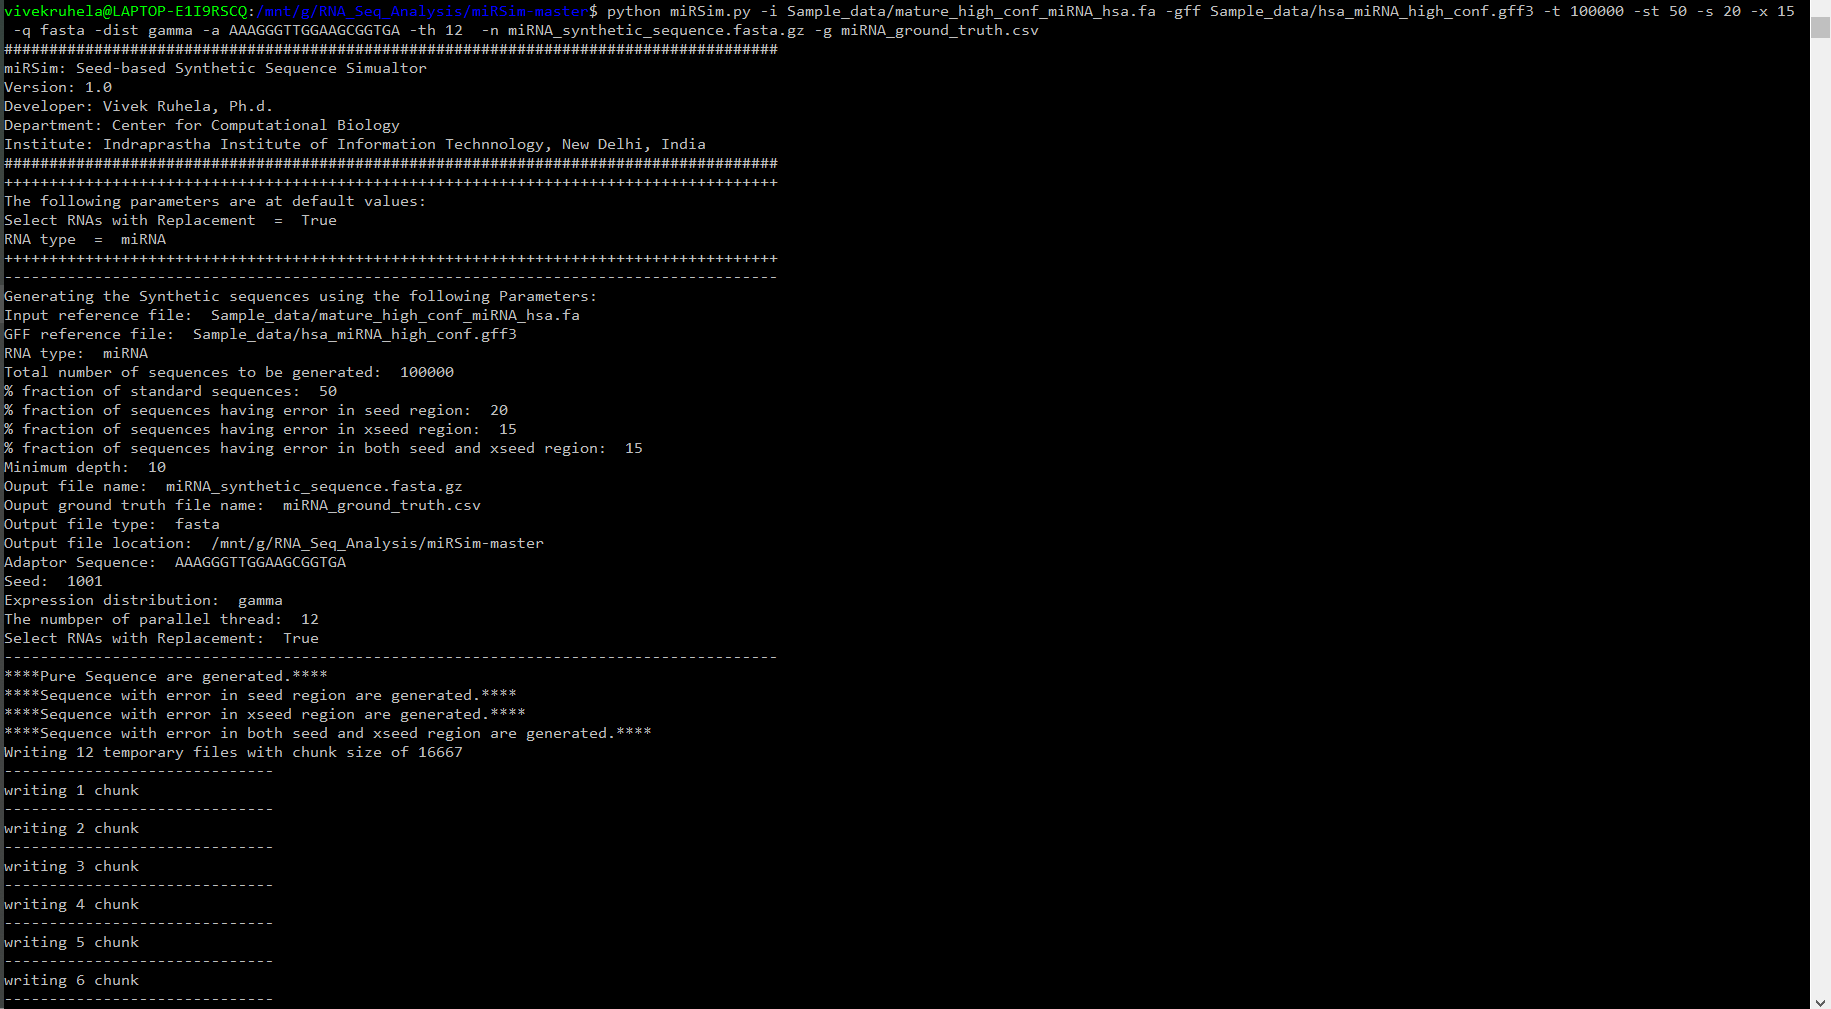 vivekruhela@LAPTOP-E1I9RSCQ:/mnt/g/RNA_Seq_Analysis/miRSim-master$ python miRSim.py -i Sample_data/mature_high_conf_miRNA_hsa.fa -gff Sample_data/hsa_miRNA_high_conf.gff3 -t 100000 -st 50 -s 20 -x 15
-q fasta -dist gamma -a AAAGGGTTGGAAGCGGTGA -th 12  -n miRNA_synthetic_sequence.fasta.gz -g miRNA_ground_truth.csv
######################################################################################
miRSim: Seed-based Synthetic Sequence Simualtor
Version: 1.0
Developer: Vivek Ruhela, Ph.d.
Department: Center for Computational Biology
Institute: Indraprastha Institute of Information Technnology, New Delhi, India
######################################################################################
++++++++++++++++++++++++++++++++++++++++++++++++++++++++++++++++++++++++++++++++++++++
The following parameters are at default values:
Select RNAs with Replacement  =  True
RNA type  =  miRNA
++++++++++++++++++++++++++++++++++++++++++++++++++++++++++++++++++++++++++++++++++++++
--------------------------------------------------------------------------------------
Generating the Synthetic sequences using the following Parameters:
Input reference file:  Sample_data/mature_high_conf_miRNA_hsa.fa
GFF reference file:  Sample_data/hsa_miRNA_high_conf.gff3
RNA type:  miRNA
Total number of sequences to be generated:  100000
% fraction of standard sequences:  50
% fraction of sequences having error in seed region:  20
% fraction of sequences having error in xseed region:  15
% fraction of sequences having error in both seed and xseed region:  15
Minimum depth:  10
Ouput file name:  miRNA_synthetic_sequence.fasta.gz
Ouput ground truth file name:  miRNA_ground_truth.csv
Output file type:  fasta
Output file location:  /mnt/g/RNA_Seq_Analysis/miRSim-master
Adaptor Sequence:  AAAGGGTTGGAAGCGGTGA
Seed:  1001
Expression distribution:  gamma
The numbper of parallel thread:  12
Select RNAs with Replacement:  True
--------------------------------------------------------------------------------------
****Pure Sequence are generated.****
****Sequence with error in seed region are generated.****
****Sequence with error in xseed region are generated.****
****Sequence with error in both seed and xseed region are generated.****
Writing 12 temporary files with chunk size of 16667
------------------------------
writing 1 chunk
------------------------------
writing 2 chunk
------------------------------
writing 3 chunk
------------------------------
writing 4 chunk
------------------------------
writing 5 chunk
------------------------------
writing 6 chunk
------------------------------